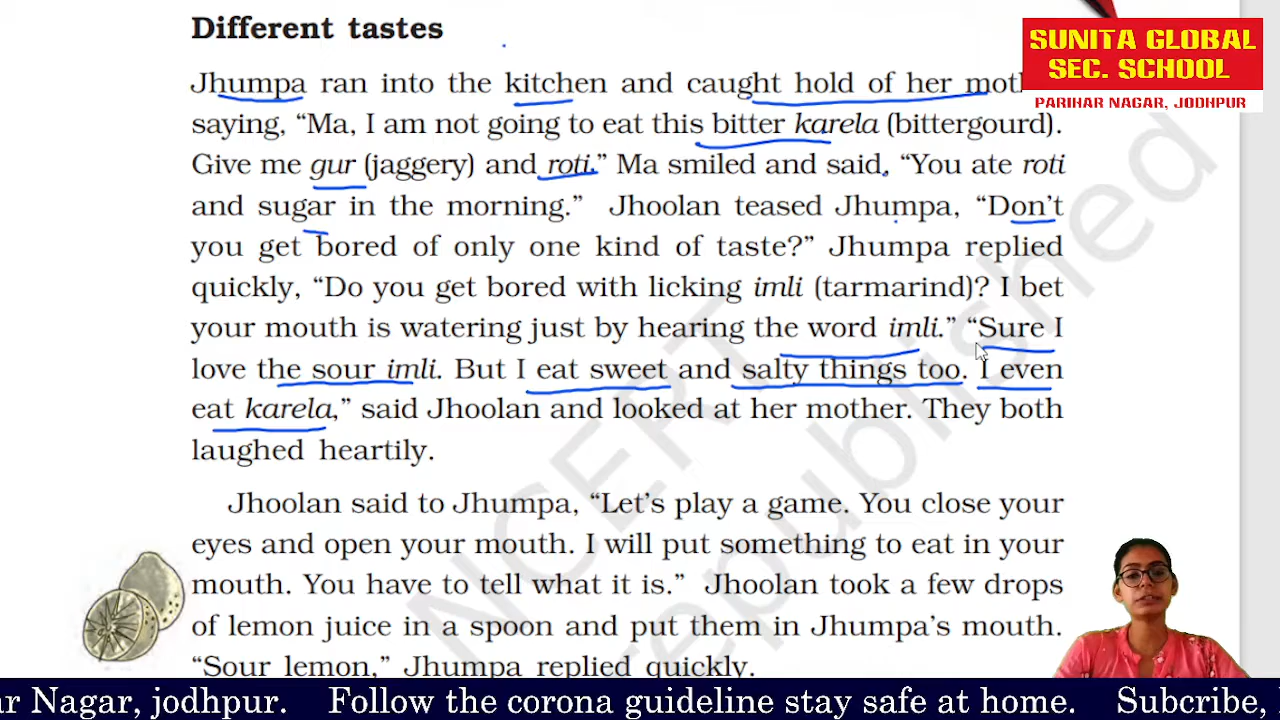 Different tastes
SUNITA GLOBAL
SEC. SCHOOL
PARIHAR NAGAR, JODHPUR
Jhumpa ran into the kitchen and caught hold of her
saying, “Ma, I am not going to eat this bitter karela (bittergourd).
Give me gur (jaggery) and roti.” Ma smiled and said, “You ate roti
and sugar in the morning.” Jhoolan teased Jhumpa, “Don’t
you get bored of only one kind of taste?” Jhumpa replied
quickly, “Do you get bored with licking imli (tarmarind)? I bet
your mouth is watering just by hearing the word imli.” “Sure I
love the sour imli. But I eat sweet and salty things too. I even
eat karela,” said Jhoolan and looked at her mother. They both
laughed heartily.
Jhoolan said to Jhumpa, “Let’s play a game. You close your
eyes and open your mouth. I will put something to eat in your
mouth. You have to tell what it is.” Jhoolan took a few drops
of lemon juice in a spoon and put them in Jhumpa’s mouth.
“Sour lemon,” Jhumpa replied quickly.
NCERT
republished
ar Nagar, jodhpur. Follow the corona guideline stay safe at home. Subcribe,